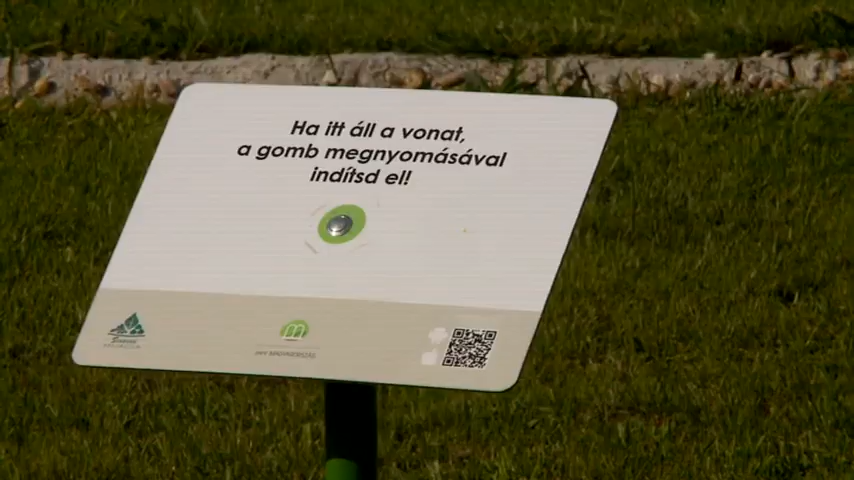 Ha itt áll a vonat,
a gomb megnyomásával
indítsd el!